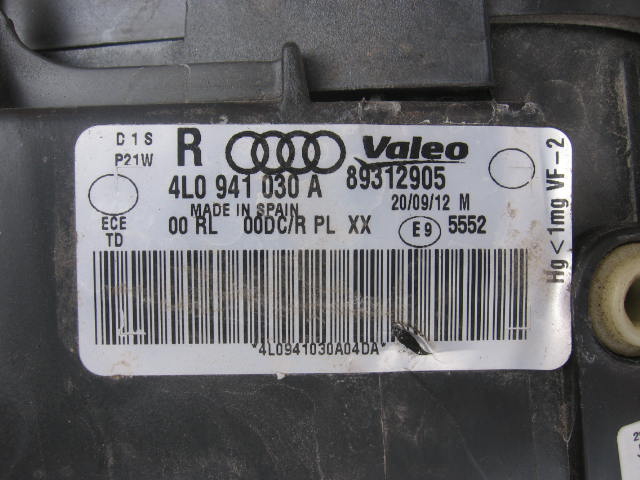 D1S R Valeo
P21W
4L0 941 030 A 89312905
MADE IN SPAIN 20/09/12 M
ECE 00 RL 00DC/R PL XX E9 5552
TD
Hg<1mg VF-2
*4L0941030A04DA*